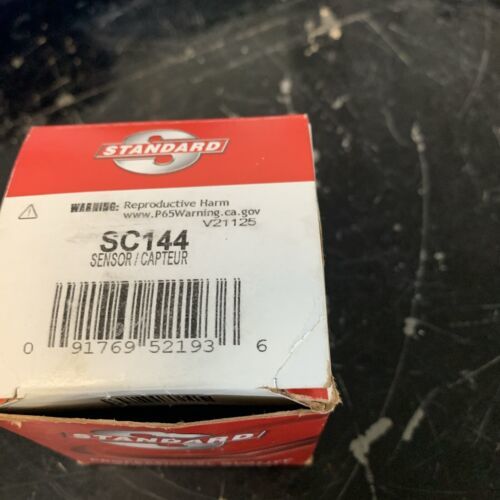 STANDARD
WARNING: Reproductive Harm
www.P65Warning.ca.gov
V21125
SC144
SENSOR / CAPTEUR
0 91769 52193 6
STANDARD